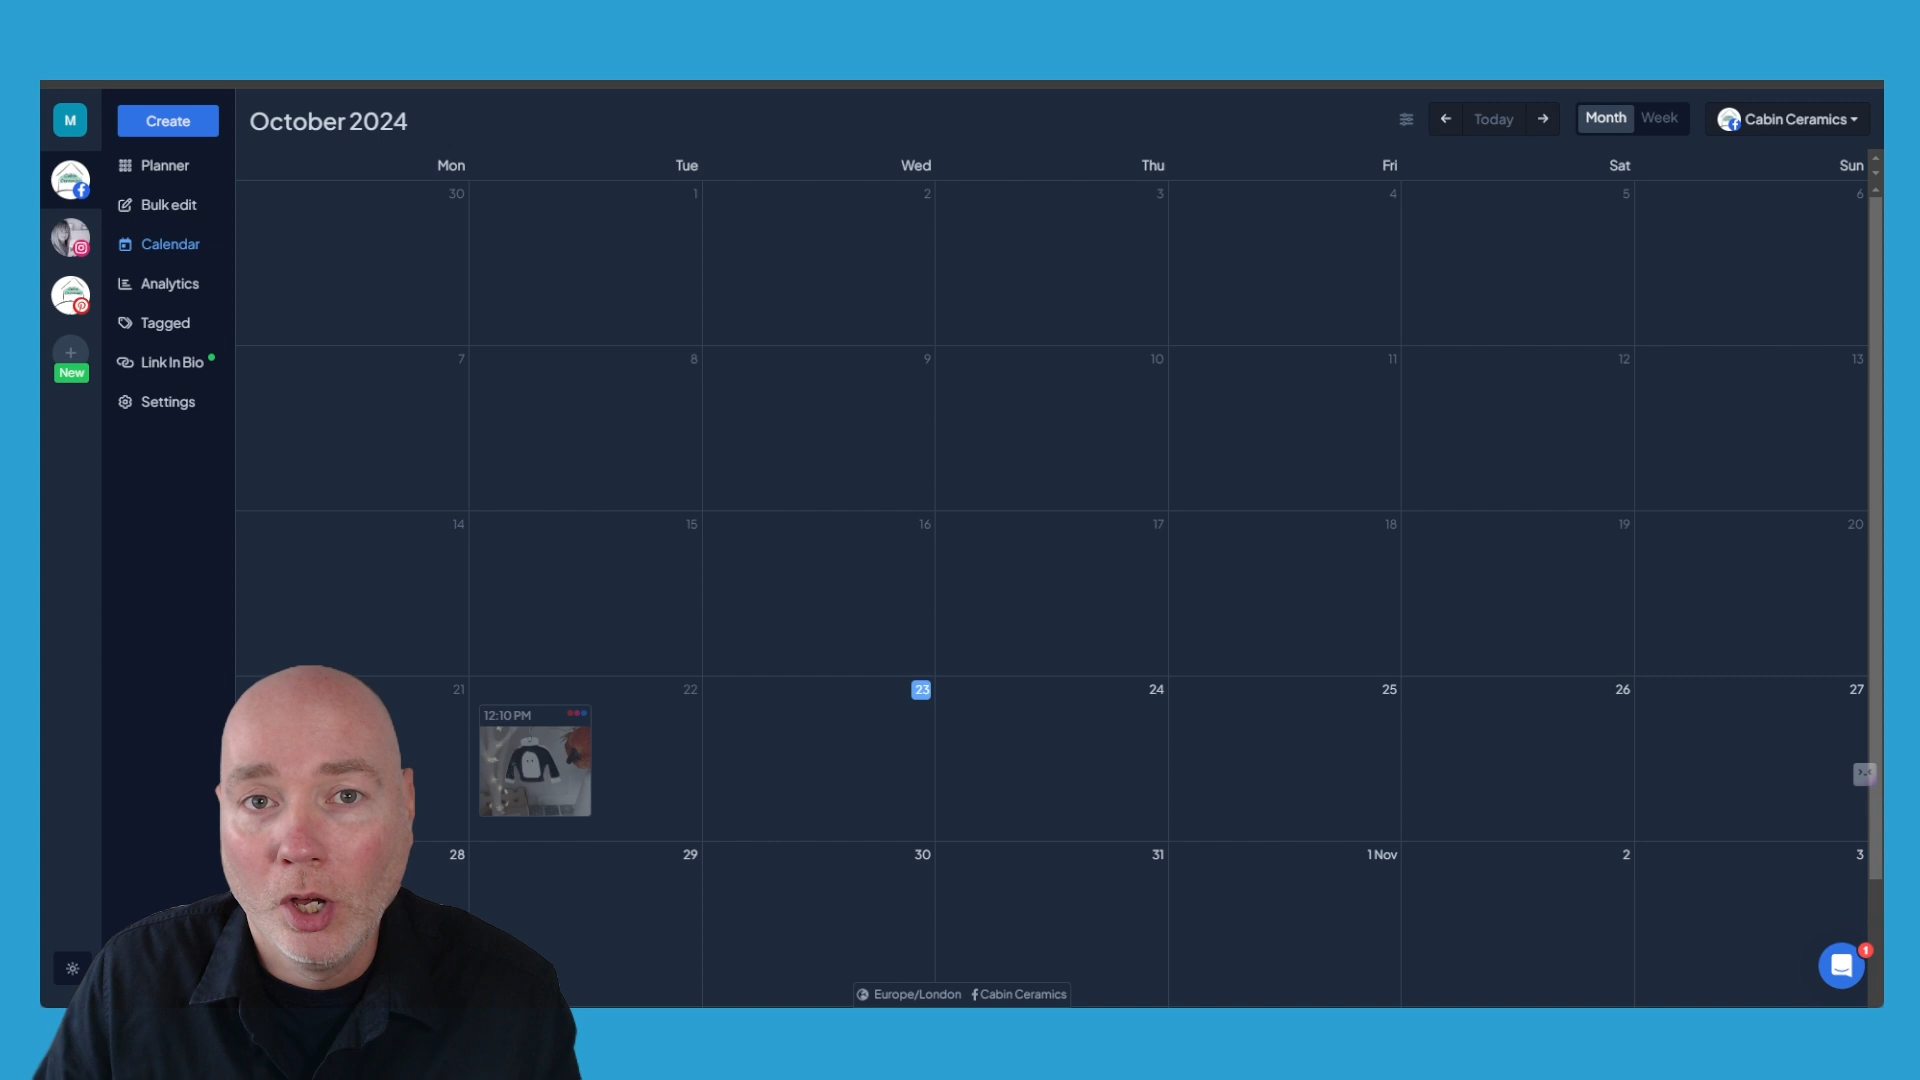 M
Create
October 2024
Today
Month
Week
Cabin Ceramics
Planner
Bulk edit
Calendar
Analytics
Tagged
Link In Bio
Settings
New
Mon Tue Wed Thu Fri Sat Sun
30 1 2 3 4 5 6
7 8 9 10 11 12 13
14 15 16 17 18 19 20
21 22 23 24 25 26 27
12:10 PM
28 29 30 31 1 Nov 2 3
1
Europe/London Cabin Ceramics